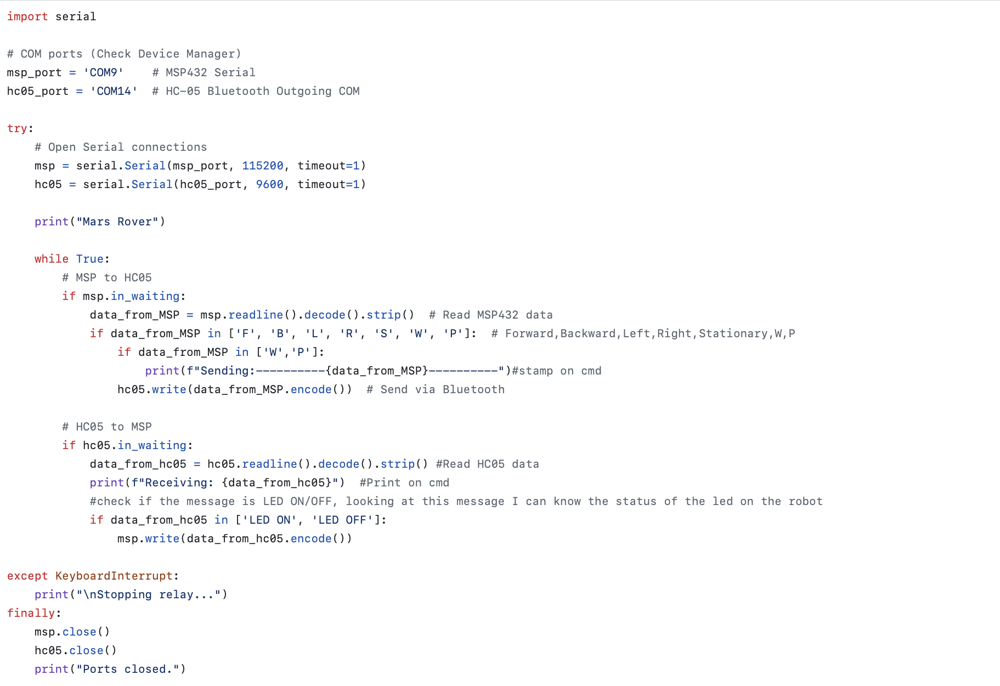 import serial

# COM ports (Check Device Manager)
msp_port = 'COM9'    # MSP432 Serial
hc05_port = 'COM14'  # HC-05 Bluetooth Outgoing COM

try:
    # Open Serial connections
    msp = serial.Serial(msp_port, 115200, timeout=1)
    hc05 = serial.Serial(hc05_port, 9600, timeout=1)

    print("Mars Rover")

    while True:
        # MSP to HC05
        if msp.in_waiting:
            data_from_MSP = msp.readline().decode().strip()  # Read MSP432 data
            if data_from_MSP in ['F', 'B', 'L', 'R', 'S', 'W', 'P']:  # Forward,Backward,Left,Right,Stationary,W,P
                if data_from_MSP in ['W','P']:
                    print(f"Sending:----------{data_from_MSP}----------")#stamp on cmd
                hc05.write(data_from_MSP.encode())  # Send via Bluetooth

        # HC05 to MSP
        if hc05.in_waiting:
            data_from_hc05 = hc05.readline().decode().strip() #Read HC05 data
            print(f"Receiving: {data_from_hc05}")  #Print on cmd
            #check if the message is LED ON/OFF, looking at this message I can know the status of the led on the robot
            if data_from_hc05 in ['LED ON', 'LED OFF']:
                msp.write(data_from_hc05.encode())

except KeyboardInterrupt:
    print("\nStopping relay...")
finally:
    msp.close()
    hc05.close()
    print("Ports closed.")